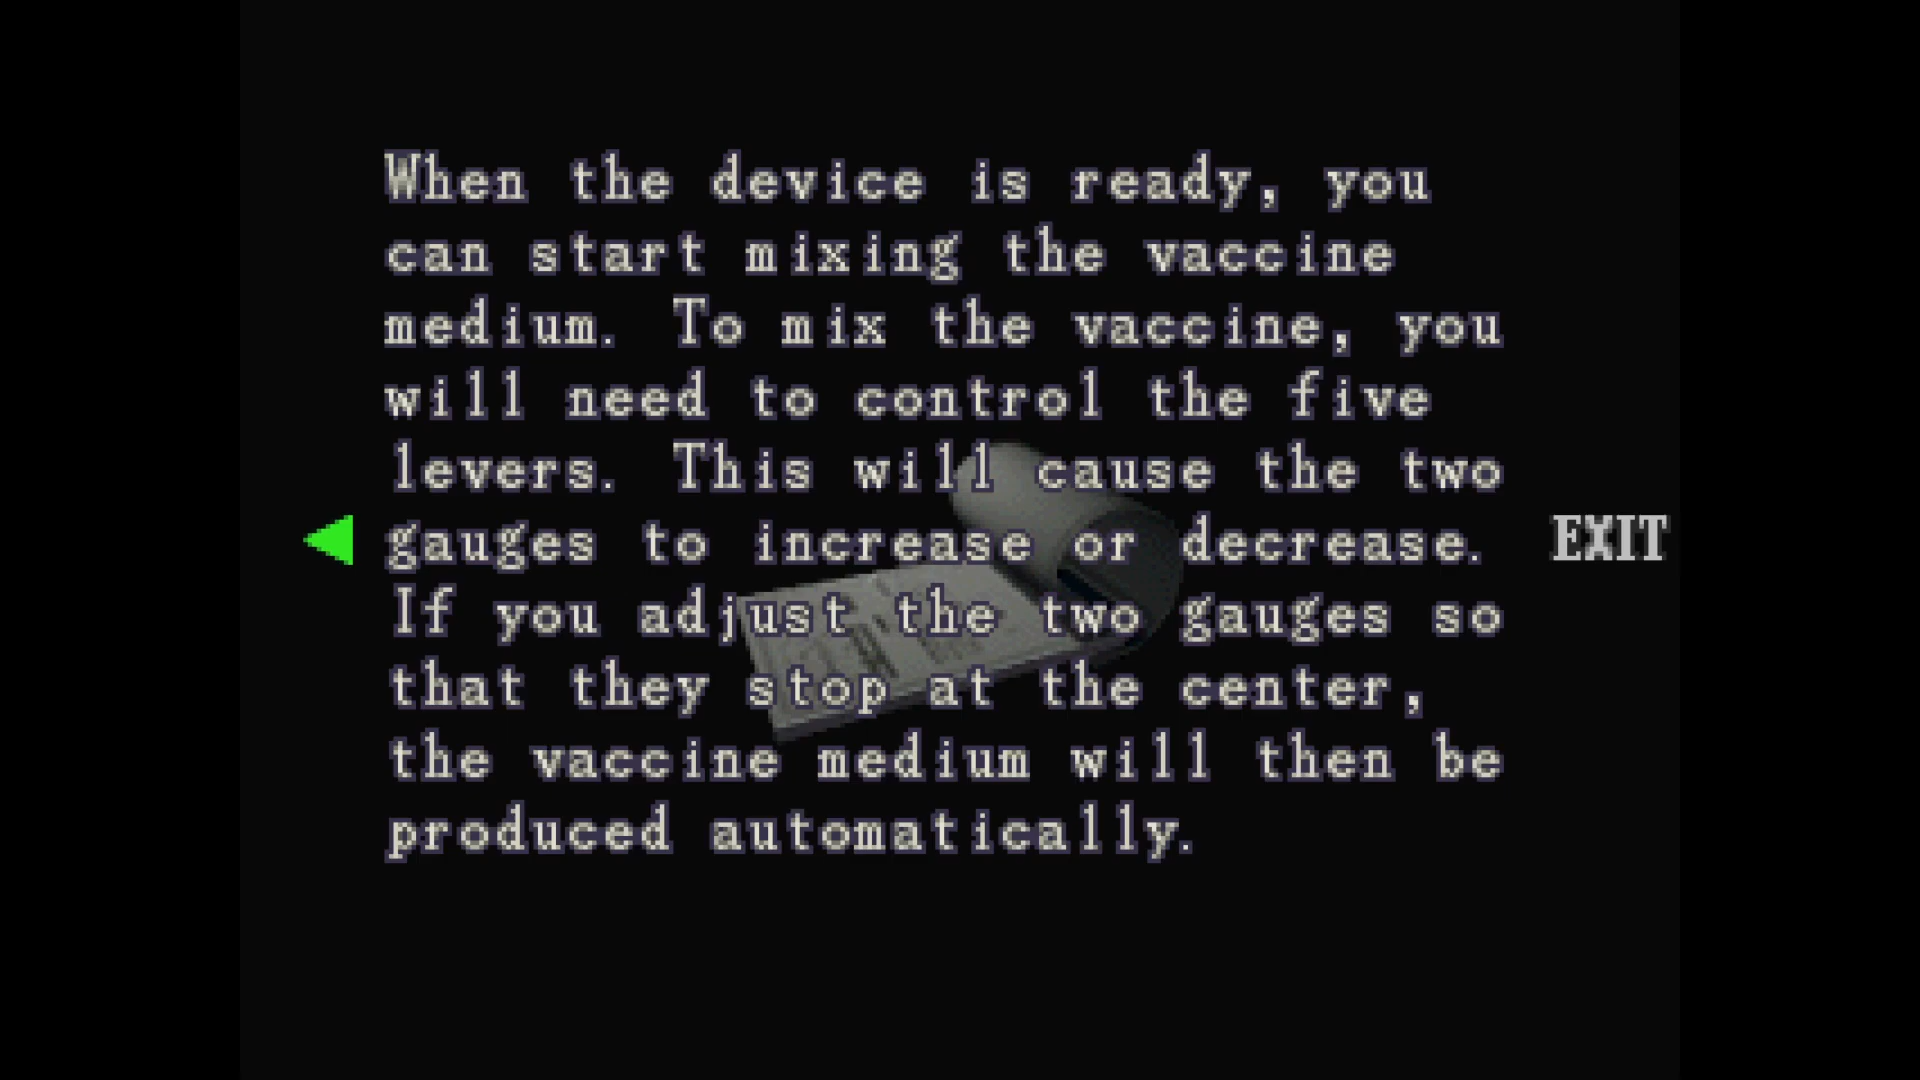 When the device is ready, you
can start mixing the vaccine
medium. To mix the vaccine, you
will need to control the five
levers. This will cause the two
gauges to increase or decrease.
If you adjust the two gauges so
that they stop at the center,
the vaccine medium will then be
produced automatically.
EXIT